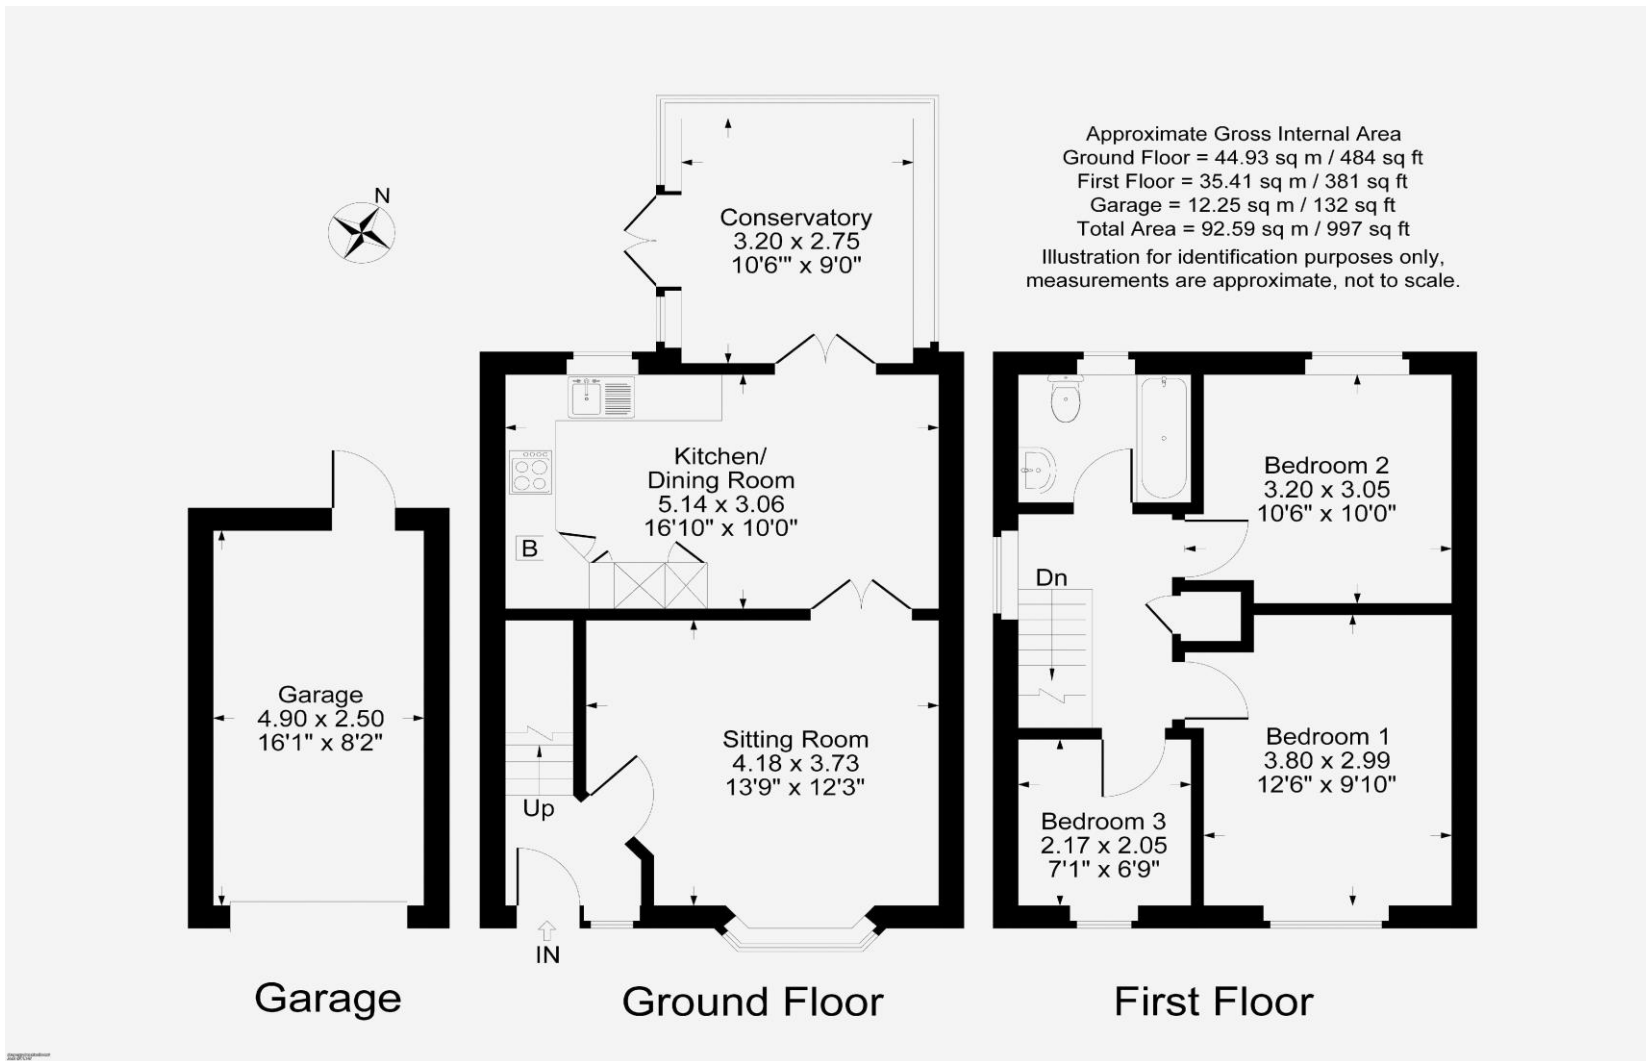 Approximate Gross Internal Area
Ground Floor = 44.93 sq m / 484 sq ft
First Floor = 35.41 sq m / 381 sq ft
Garage = 12.25 sq m / 132 sq ft
Total Area = 92.59 sq m / 997 sq ft
Illustration for identification purposes only,
measurements are approximate, not to scale.
N
Conservatory
3.20 x 2.75
10'6'" x 9'0"
Kitchen/
Dining Room
5.14 x 3.06
16'10" x 10'0"
B
Bedroom 2
3.20 x 3.05
10'6" x 10'0"
Dn
Garage
4.90 x 2.50
16'1" x 8'2"
Sitting Room
4.18 x 3.73
13'9" x 12'3"
Up
Bedroom 1
3.80 x 2.99
12'6" x 9'10"
Bedroom 3
2.17 x 2.05
7'1" x 6'9"
IN
Garage
Ground Floor
First Floor